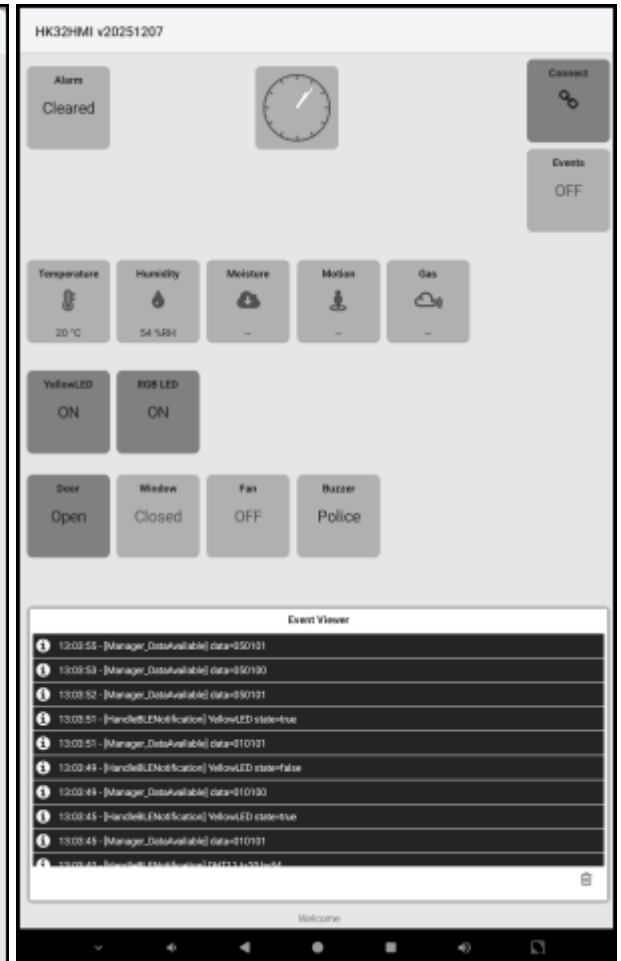 HK32HMI v20251207
Alarm
Cleared
Connect
Events
OFF
Temperature
20 °C
Humidity
54 %RH
Moisture
--
Motion
--
Gas
--
YellowLED
ON
RGB LED
ON
Door
Open
Window
Closed
Fan
OFF
Buzzer
Police
Event Viewer
13:03:55 - [Manager_DataAvailable] data=050101
13:03:53 - [Manager_DataAvailable] data=050100
13:03:52 - [Manager_DataAvailable] data=050101
13:03:51 - [HandleBLENotification] YellowLED state=true
13:03:51 - [Manager_DataAvailable] data=010101
13:03:49 - [HandleBLENotification] YellowLED state=false
13:03:49 - [Manager_DataAvailable] data=010100
13:03:45 - [HandleBLENotification] YellowLED state=true
13:03:45 - [Manager_DataAvailable] data=010101
[HandleBLENotification] DHT11
Welcome